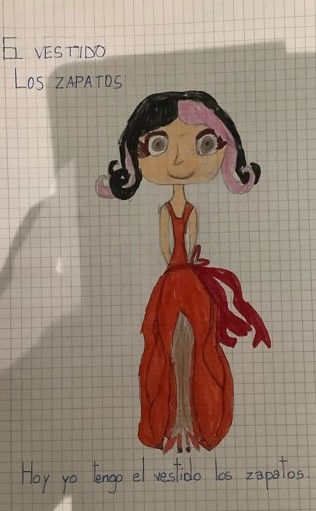 EL VESTIDO
LOS ZAPATOS
Hoy yo tengo el vestido los zapatos.